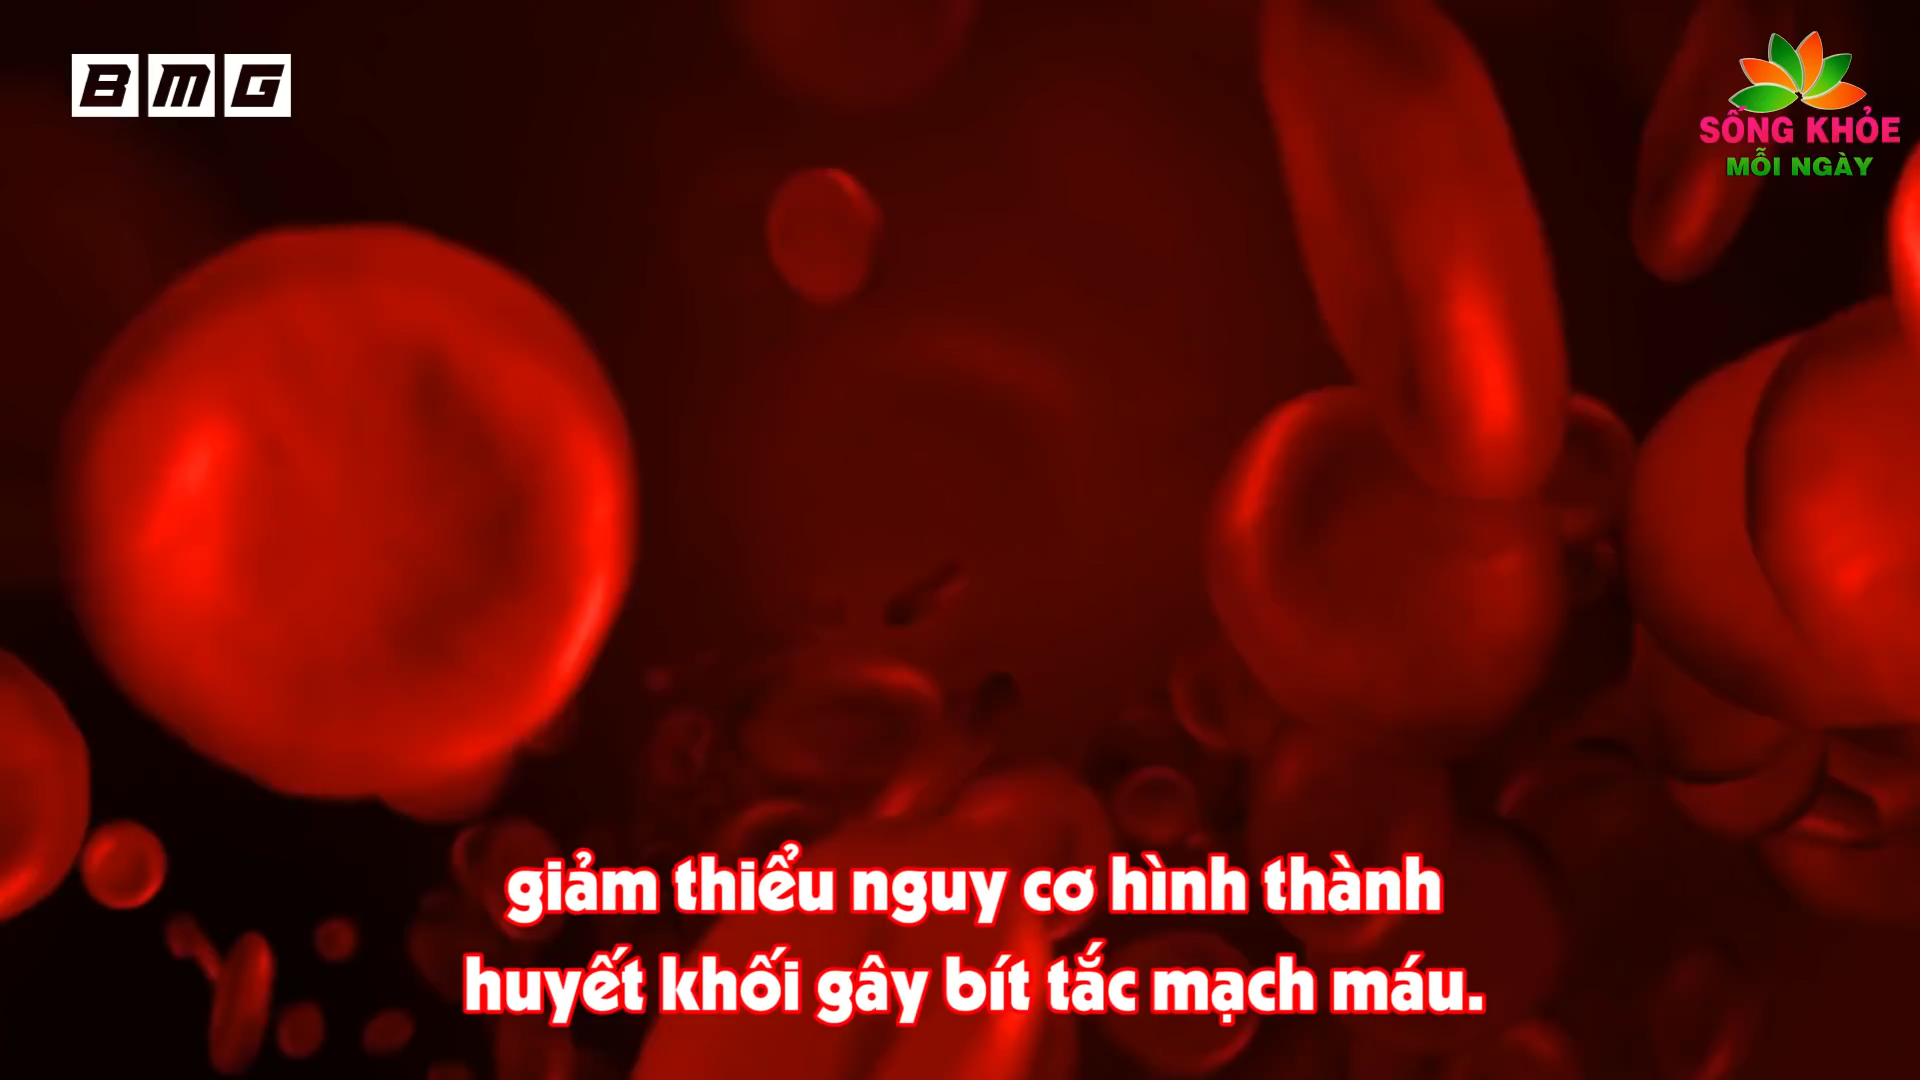 BMG
SỐNG KHỎE
MỖI NGÀY
giảm thiểu nguy cơ hình thành
huyết khối gây bít tắc mạch máu.